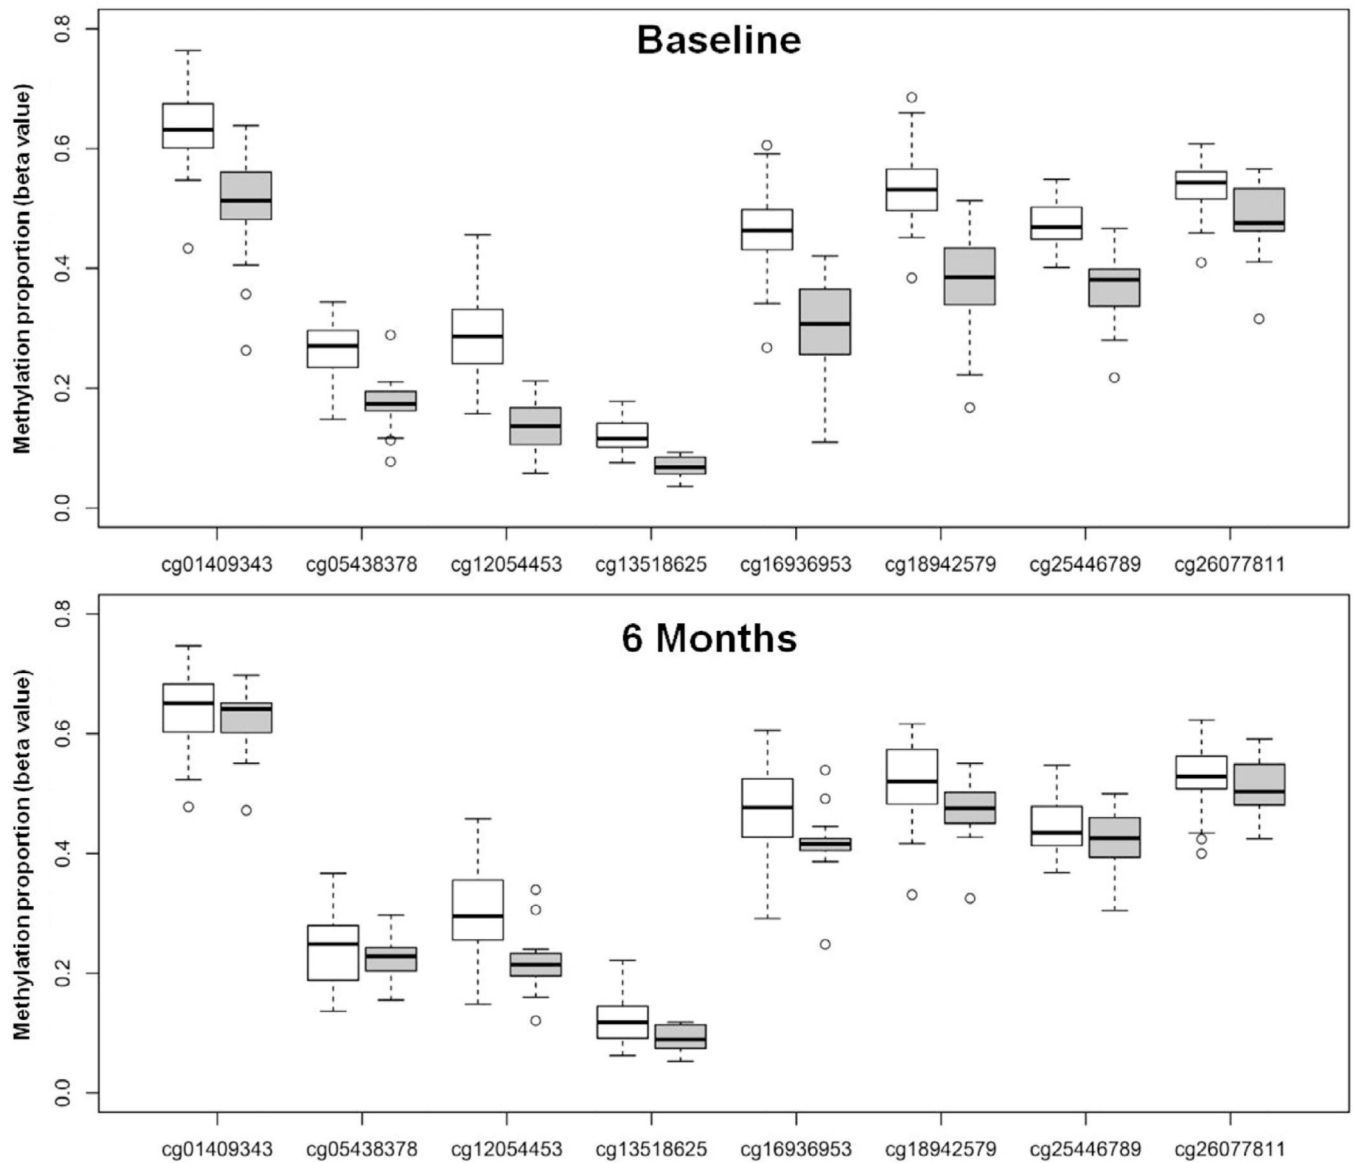 Baseline
Methylation proportion (beta value)
0.8
0.6
0.4
0.2
0.0
cg01409343 cg05438378 cg12054453 cg13518625 cg16936953 cg18942579 cg25446789 cg26077811
6 Months
Methylation proportion (beta value)
0.8
0.6
0.4
0.2
0.0
cg01409343 cg05438378 cg12054453 cg13518625 cg16936953 cg18942579 cg25446789 cg26077811